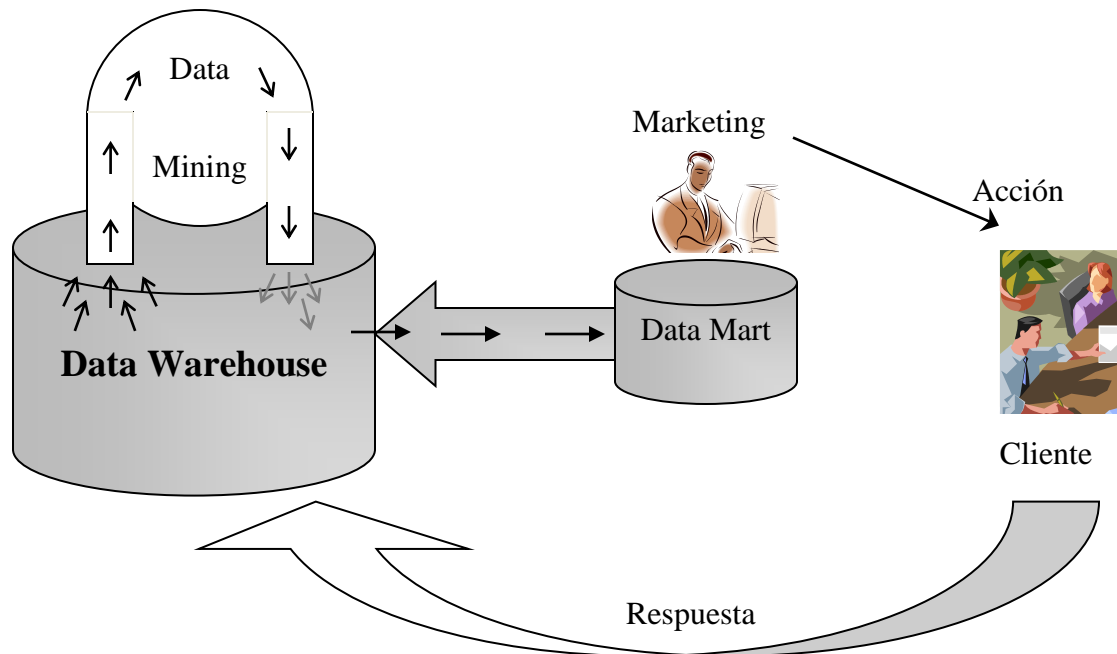 Data
Mining
Data Warehouse
Marketing
Data Mart
Acción
Cliente
Respuesta